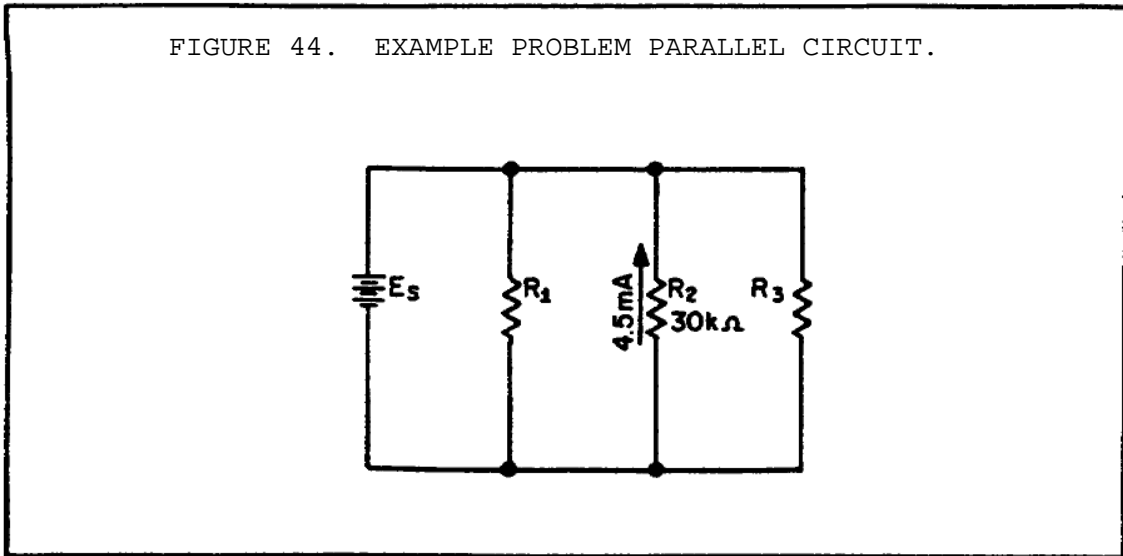 FIGURE 44. EXAMPLE PROBLEM PARALLEL CIRCUIT.
Es
R1
4.5mA
R2
30kΩ
R3